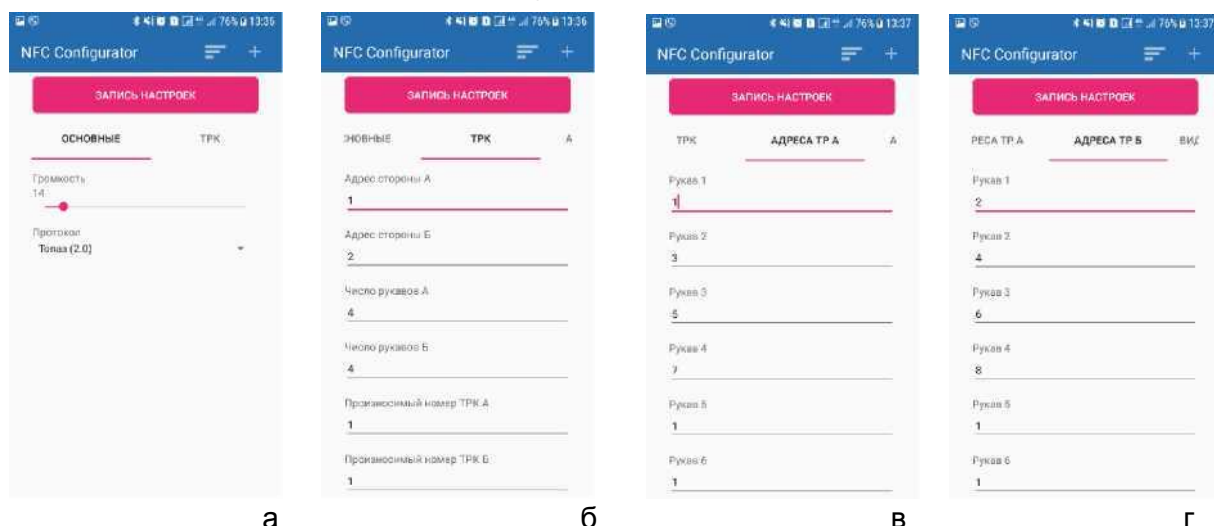 76% 13:36
NFC Configurator
ЗАПИСЬ НАСТРОЕК
ОСНОВНЫЕ ТРК
Громкость
14
Протокол
Топаз (2.0)
а
76% 13:36
NFC Configurator
ЗАПИСЬ НАСТРОЕК
ЭНОВНЫЕ ТРК А
Адрес стороны А
1
Адрес стороны Б
2
Число рукавов А
4
Число рукавов Б
4
Произносимый номер ТРК А
1
Произносимый номер ТРК Б
1
б
76% 13:37
NFC Configurator
ЗАПИСЬ НАСТРОЕК
ТРК АДРЕСА ТР А А
Рукав 1
1
Рукав 2
3
Рукав 3
5
Рукав 4
7
Рукав 5
1
Рукав 6
1
в
76% 13:37
NFC Configurator
ЗАПИСЬ НАСТРОЕК
РЕСА ТР А АДРЕСА ТР Б ВИД
Рукав 1
2
Рукав 2
4
Рукав 3
6
Рукав 4
8
Рукав 5
1
Рукав 6
1
г